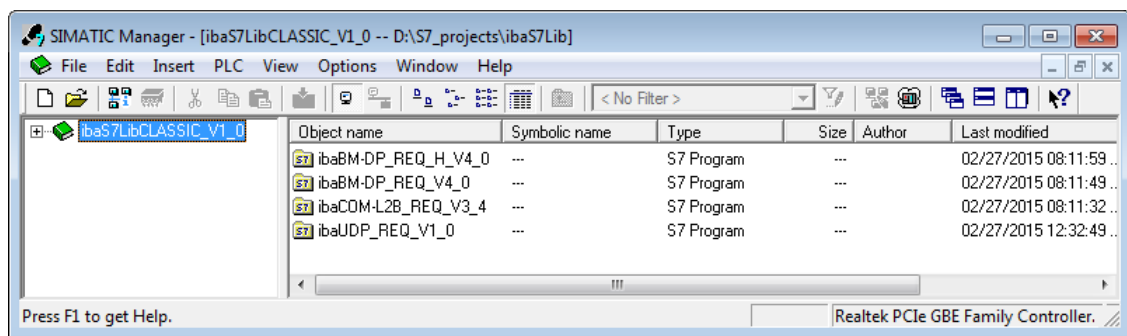 SIMATIC Manager - [ibaS7LibCLASSIC_V1_0 -- D:\S7_projects\ibaS7Lib]
File Edit Insert PLC View Options Window Help
< No Filter >
ibaS7LibCLASSIC_V1_0
Object name Symbolic name Type Size Author Last modified
ibaBM-DP_REQ_H_V4_0 --- S7 Program --- 02/27/2015 08:11:59 ..
ibaBM-DP_REQ_V4_0 --- S7 Program --- 02/27/2015 08:11:49 ..
ibaCOM-L2B_REQ_V3_4 --- S7 Program --- 02/27/2015 08:11:32 ..
ibaUDP_REQ_V1_0 --- S7 Program --- 02/27/2015 12:32:49 ..
Press F1 to get Help. Realtek PCIe GBE Family Controller.